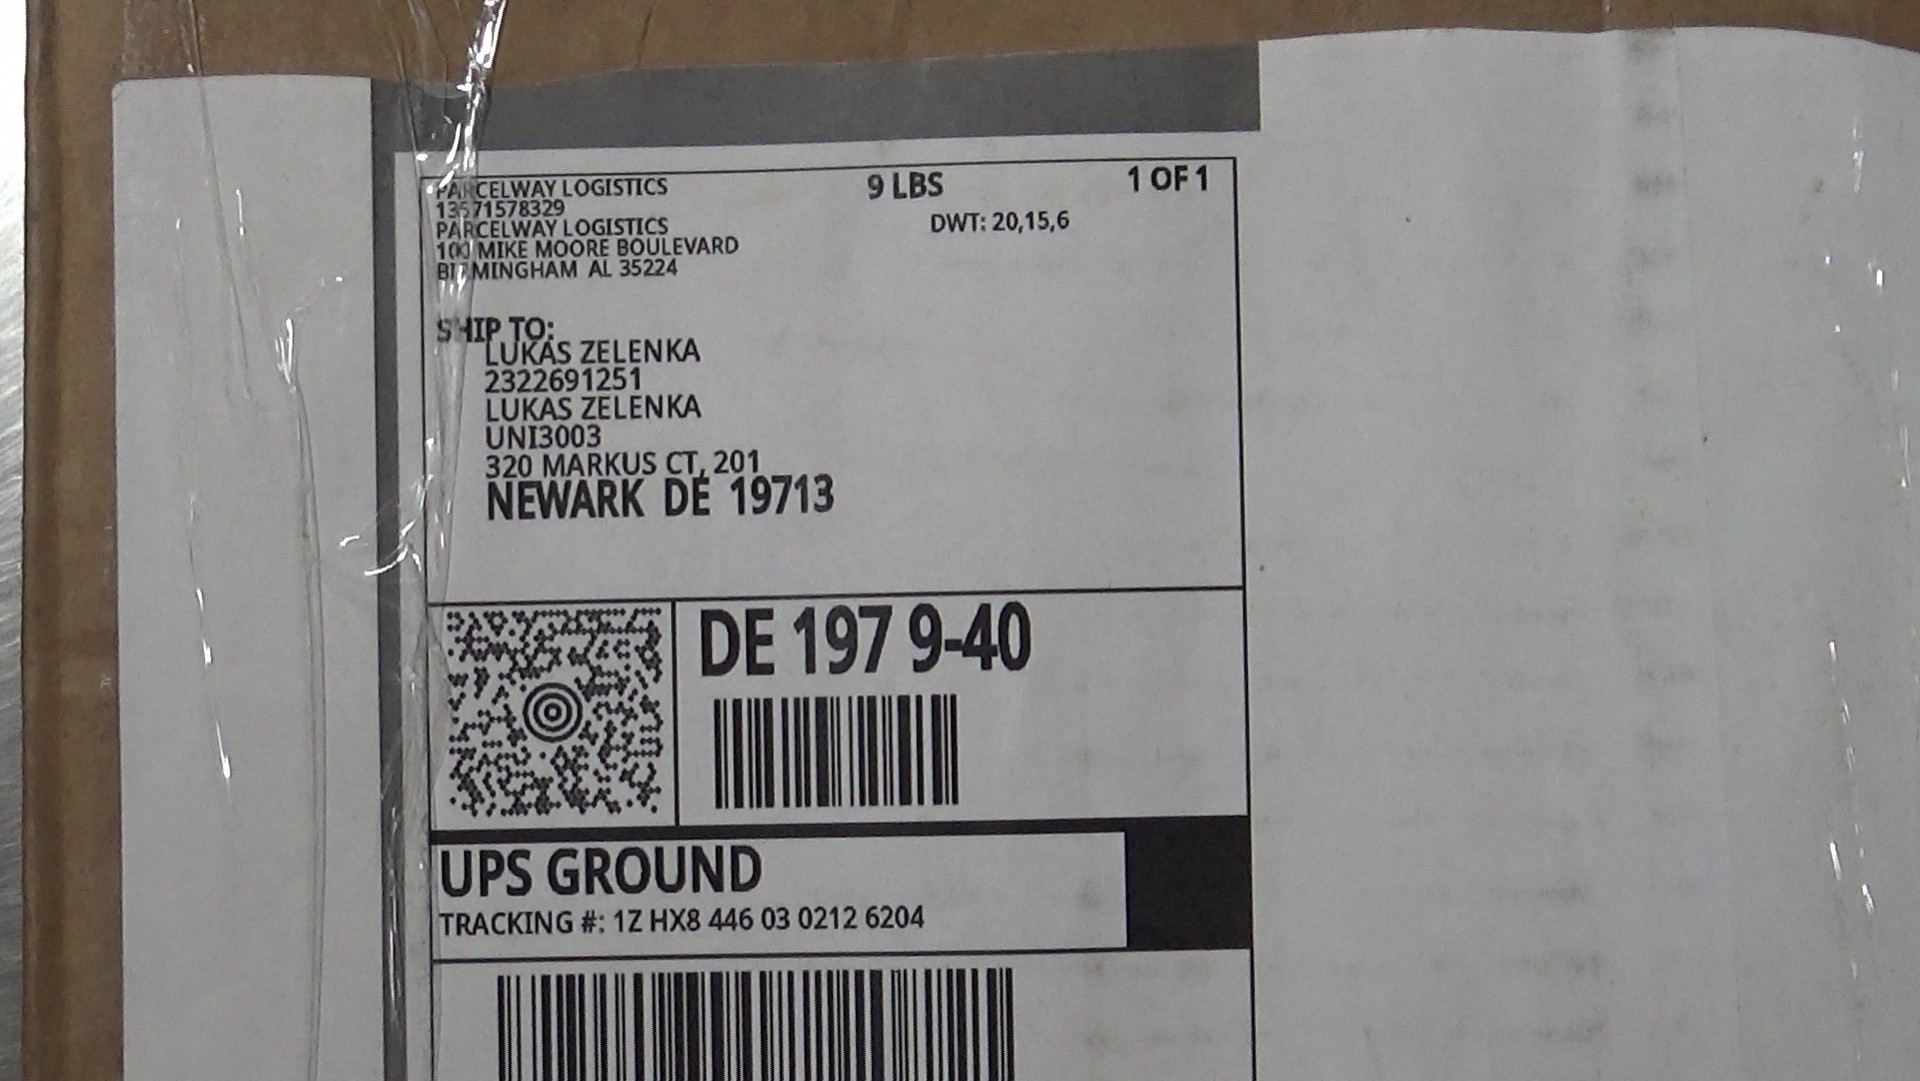 PARCELWAY LOGISTICS
13571578329
PARCELWAY LOGISTICS
100 MIKE MOORE BOULEVARD
BIRMINGHAM AL 35224
9 LBS
1 OF 1
DWT: 20,15,6
SHIP TO:
LUKAS ZELENKA
2322691251
LUKAS ZELENKA
UNI3003
320 MARKUS CT, 201
NEWARK DE 19713
DE 197 9-40
UPS GROUND
TRACKING #: 1Z HX8 446 03 0212 6204